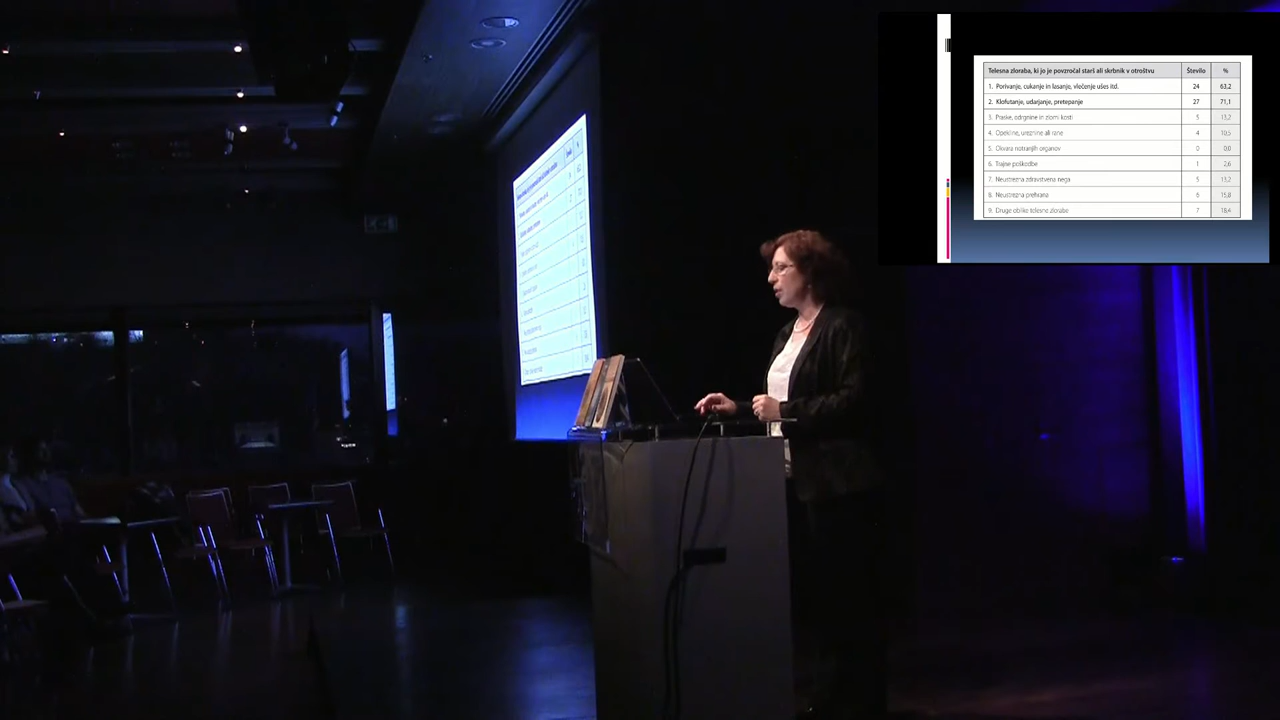 Telesna zloraba, ki jo je povzročal starš ali skrbnik v otroštvu Število %
1. Porivanje, cukanje in lasanje, vlečenje ušes itd. 24 63,2
2. Klofutanje, udarjanje, pretepanje 27 71,1
3. Praske, odrgnine in zlomi kosti 5 13,2
4. Opekline, ureznine ali rane 4 10,5
5. Okvara notranjih organov 0 0,0
6. Trajne poškodbe 1 2,6
7. Neustrezna zdravstvena nega 5 13,2
8. Neustrezna prehrana 6 15,8
9. Druge oblike telesne zlorabe 7 18,4